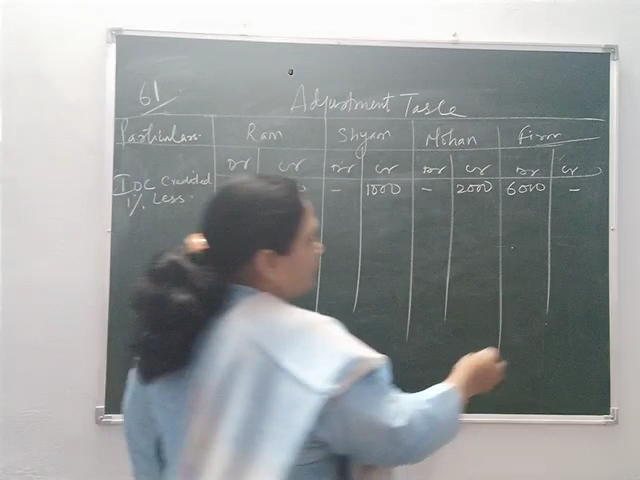 61/
Adjustment Table
Particulars Ram Shyam Mohan Firm
Dr Cr Dr Cr Dr Cr Dr Cr
I OC Credited - 1000 - 2000 6000 -
1% Less